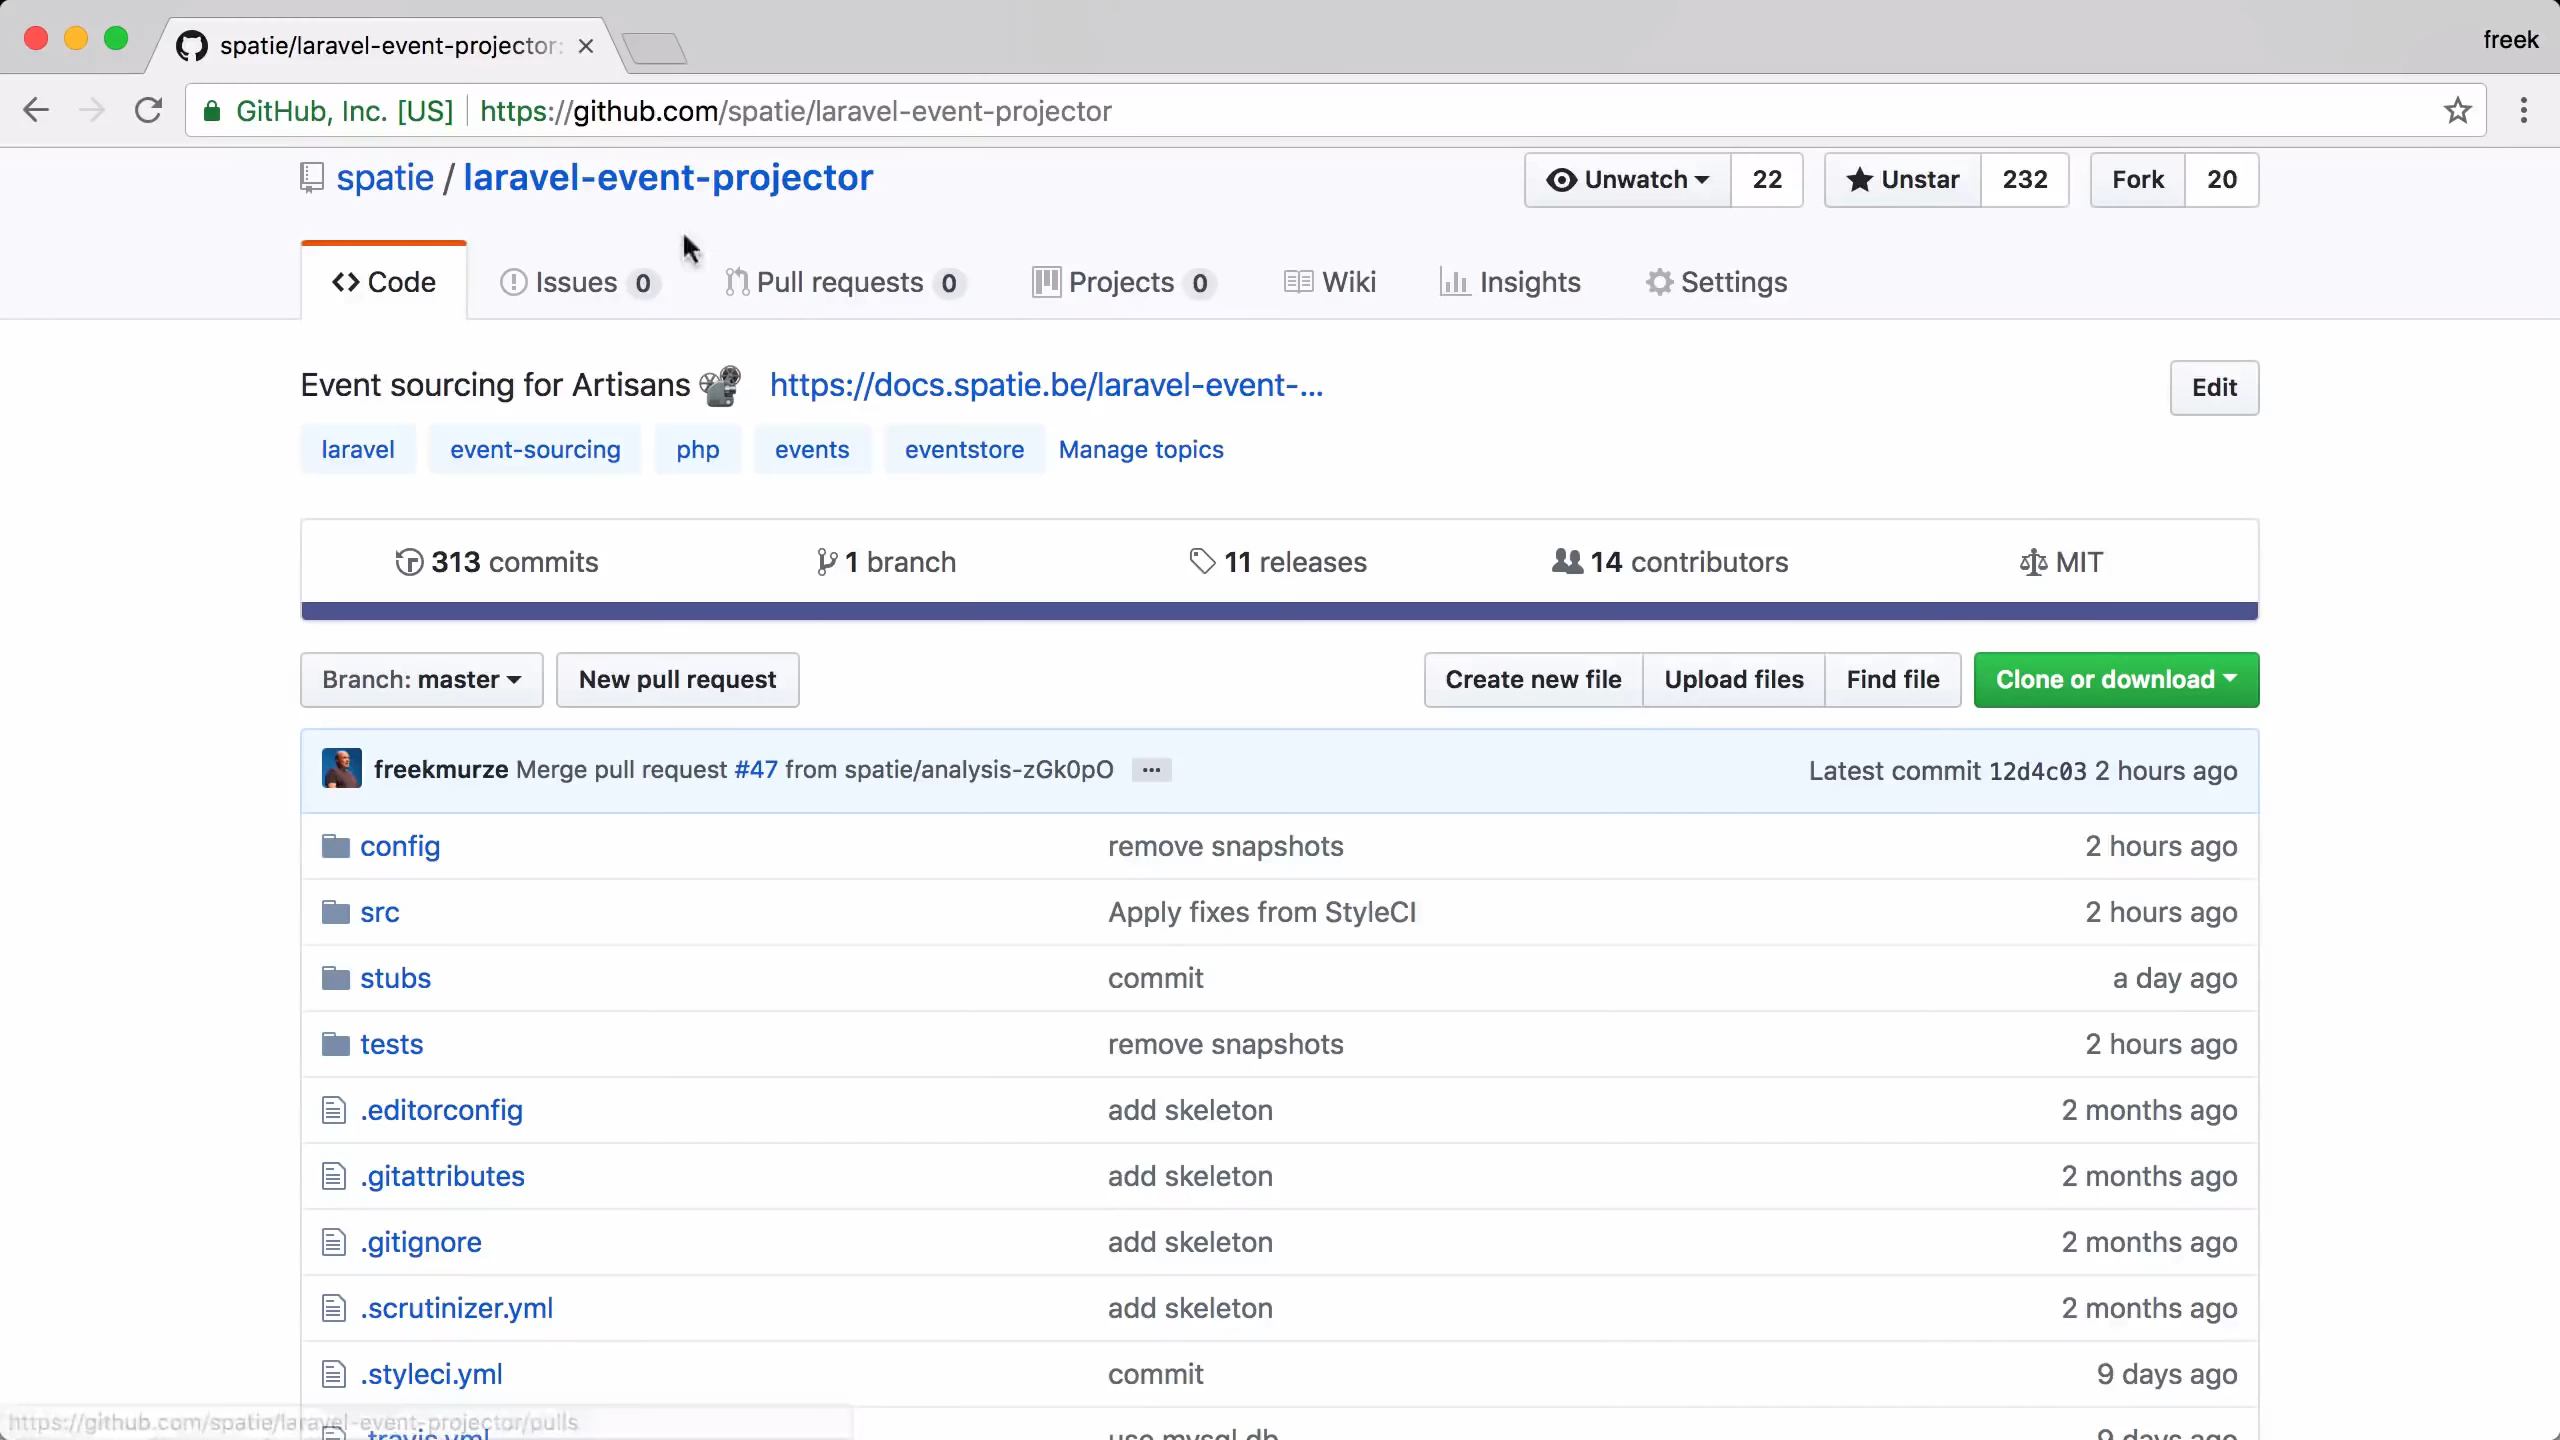 spatie/laravel-event-projector: freek
GitHub, Inc. [US] https://github.com/spatie/laravel-event-projector
spatie / laravel-event-projector Unwatch 22 Unstar 232 Fork 20
Code Issues 0 Pull requests 0 Projects 0 Wiki Insights Settings
Event sourcing for Artisans https://docs.spatie.be/laravel-event-... Edit
laravel event-sourcing php events eventstore Manage topics
313 commits 1 branch 11 releases 14 contributors MIT
Branch: master New pull request Create new file Upload files Find file Clone or download
freekmurze Merge pull request #47 from spatie/analysis-zGk0pO ... Latest commit 12d4c03 2 hours ago
config remove snapshots 2 hours ago
src Apply fixes from StyleCI 2 hours ago
stubs commit a day ago
tests remove snapshots 2 hours ago
.editorconfig add skeleton 2 months ago
.gitattributes add skeleton 2 months ago
.gitignore add skeleton 2 months ago
.scrutinizer.yml add skeleton 2 months ago
.styleci.yml commit 9 days ago
https://github.com/spatie/laravel-event-projector/pulls
.travis.yml use mysql db 9 days ago